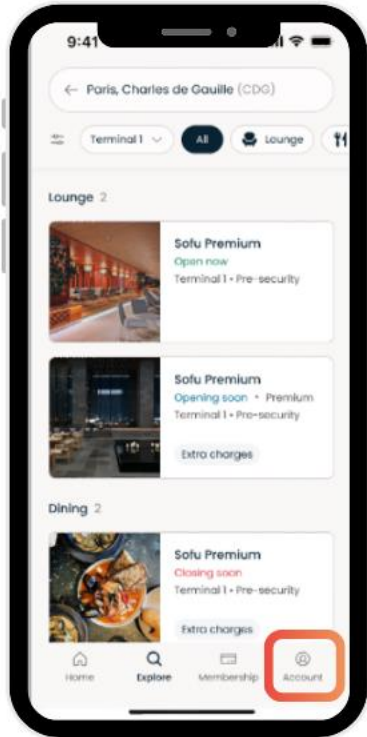 9:41
← Paris, Charles de Gauille (CDG)
Terminal 1 All Lounge
Lounge 2
Sofu Premium
Open now
Terminal 1 • Pre-security
Sofu Premium
Opening soon • Premium
Terminal 1 • Pre-security
Extra charges
Dining 2
Sofu Premium
Closing soon
Terminal 1 • Pre-security
Extra charges
Home Explore Membership Account